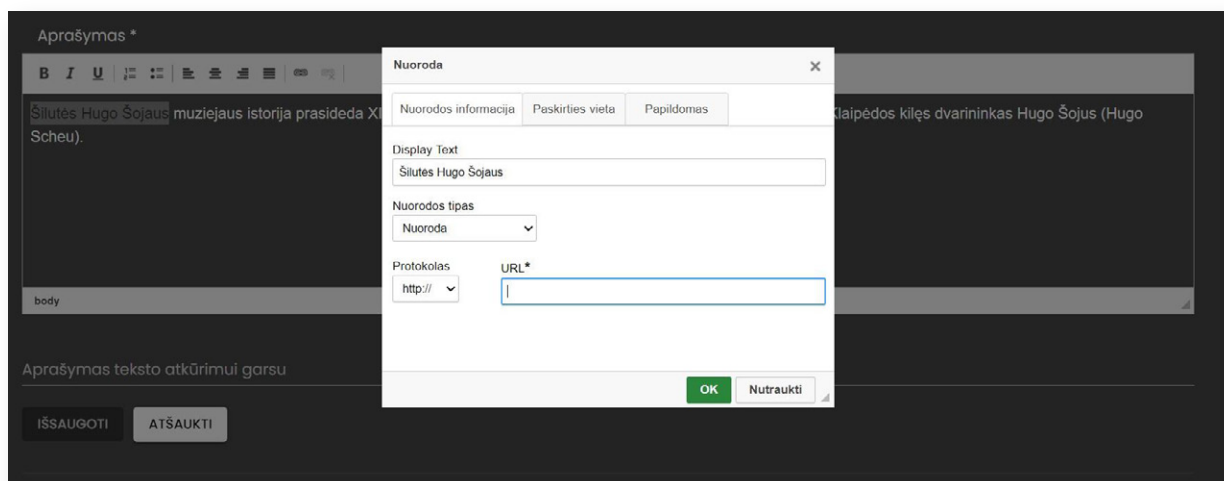 Aprašymas *
B I U
Šilutės Hugo Šojaus muziejaus istorija prasideda XI
Klaipėdos kilęs dvarininkas Hugo Šojus (Hugo
Scheu).
body
Nuoroda
Nuorodos informacija Paskirties vieta Papildomas
Display Text
Šilutės Hugo Šojaus
Nuorodos tipas
Nuoroda
Protokolas URL*
http://
OK Nutraukti
Aprašymas teksto atkūrimui garsu
IŠSAUGOTI ATŠAUKTI